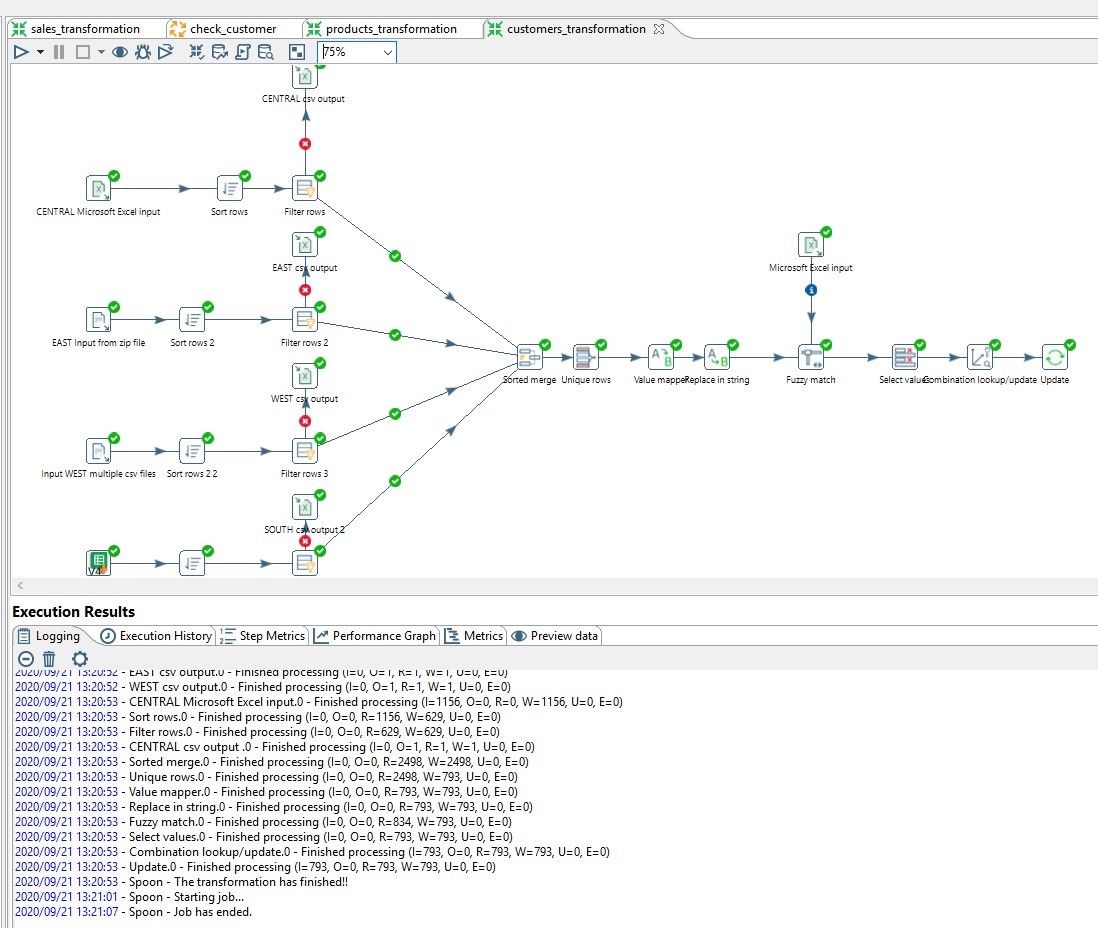 sales_transformation check_customer products_transformation customers_transformation
75%
CENTRAL csv output
CENTRAL Microsoft Excel input Sort rows Filter rows
EAST csv output Microsoft Excel input
EAST Input from zip file Sort rows 2 Filter rows 2
Sorted merge Unique rows Value mapper Replace in string Fuzzy match Select values Combination lookup/update Update
WEST csv output
Input WEST multiple csv files Sort rows 2 2 Filter rows 3
SOUTH csv output 2
V4
Execution Results
Logging Execution History Step Metrics Performance Graph Metrics Preview data
2020/09/21 13:20:52 - EAST csv output.0 - Finished processing (I=0, O=1, R=1, W=1, U=0, E=0)
2020/09/21 13:20:52 - WEST csv output.0 - Finished processing (I=0, O=1, R=1, W=1, U=0, E=0)
2020/09/21 13:20:53 - CENTRAL Microsoft Excel input.0 - Finished processing (I=1156, O=0, R=0, W=1156, U=0, E=0)
2020/09/21 13:20:53 - Sort rows.0 - Finished processing (I=0, O=0, R=1156, W=629, U=0, E=0)
2020/09/21 13:20:53 - Filter rows.0 - Finished processing (I=0, O=0, R=629, W=629, U=0, E=0)
2020/09/21 13:20:53 - CENTRAL csv output .0 - Finished processing (I=0, O=1, R=1, W=1, U=0, E=0)
2020/09/21 13:20:53 - Sorted merge.0 - Finished processing (I=0, O=0, R=2498, W=2498, U=0, E=0)
2020/09/21 13:20:53 - Unique rows.0 - Finished processing (I=0, O=0, R=2498, W=793, U=0, E=0)
2020/09/21 13:20:53 - Value mapper.0 - Finished processing (I=0, O=0, R=793, W=793, U=0, E=0)
2020/09/21 13:20:53 - Replace in string.0 - Finished processing (I=0, O=0, R=793, W=793, U=0, E=0)
2020/09/21 13:20:53 - Fuzzy match.0 - Finished processing (I=0, O=0, R=834, W=793, U=0, E=0)
2020/09/21 13:20:53 - Select values.0 - Finished processing (I=0, O=0, R=793, W=793, U=0, E=0)
2020/09/21 13:20:53 - Combination lookup/update.0 - Finished processing (I=793, O=0, R=793, W=793, U=0, E=0)
2020/09/21 13:20:53 - Update.0 - Finished processing (I=793, O=0, R=793, W=793, U=0, E=0)
2020/09/21 13:20:53 - Spoon - The transformation has finished!!
2020/09/21 13:21:01 - Spoon - Starting job...
2020/09/21 13:21:07 - Spoon - Job has ended.